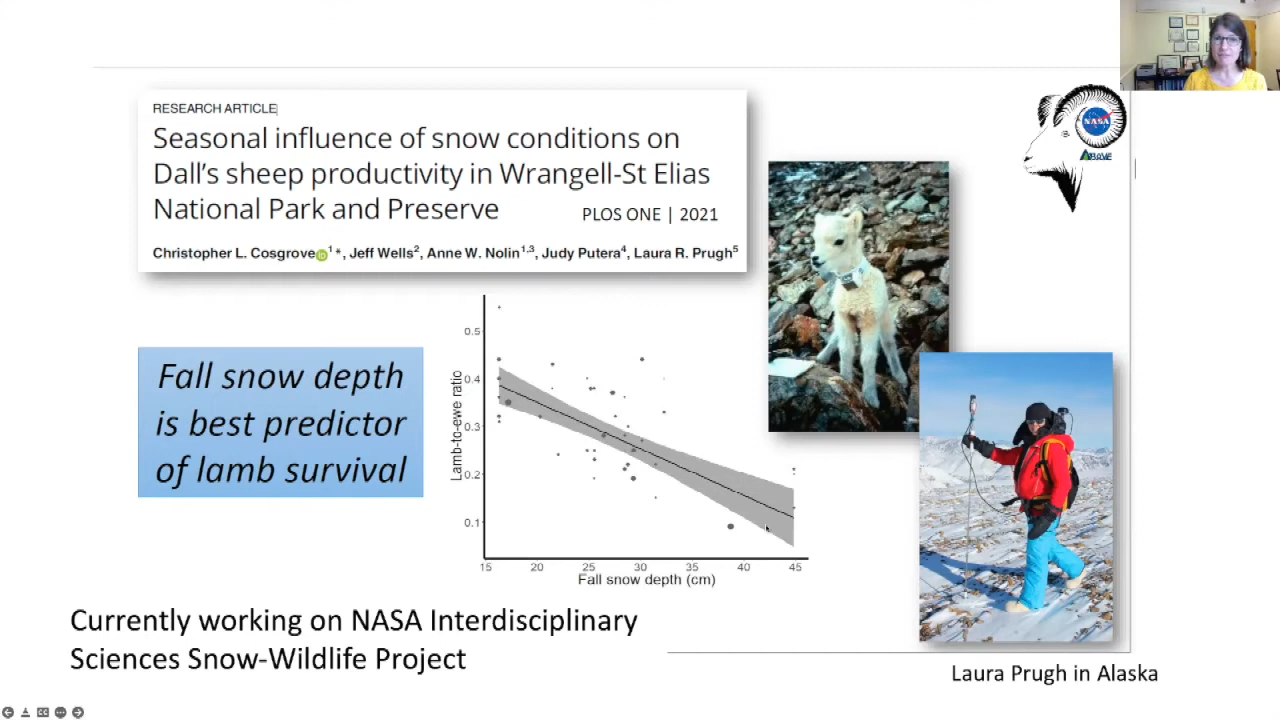 RESEARCH ARTICLE
Seasonal influence of snow conditions on
Dall's sheep productivity in Wrangell-St Elias
National Park and Preserve
PLOS ONE | 2021
Christopher L. Cosgrove iD 1*, Jeff Wells2, Anne W. Nolin1,3, Judy Putera4, Laura R. Prugh5
NASA
ABoVE
Fall snow depth
is best predictor
of lamb survival
Lamb-to-ewe ratio
0.5
0.4
0.3
0.2
0.1
15 20 25 30 35 40 45
Fall snow depth (cm)
Currently working on NASA Interdisciplinary
Sciences Snow-Wildlife Project
Laura Prugh in Alaska